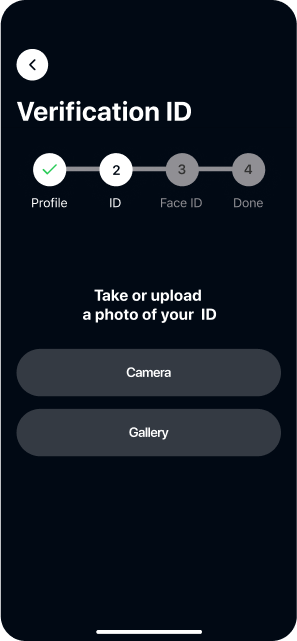 Verification ID
2
3
4
Profile
ID
Face ID
Done
Take or upload
a photo of your ID
Camera
Gallery